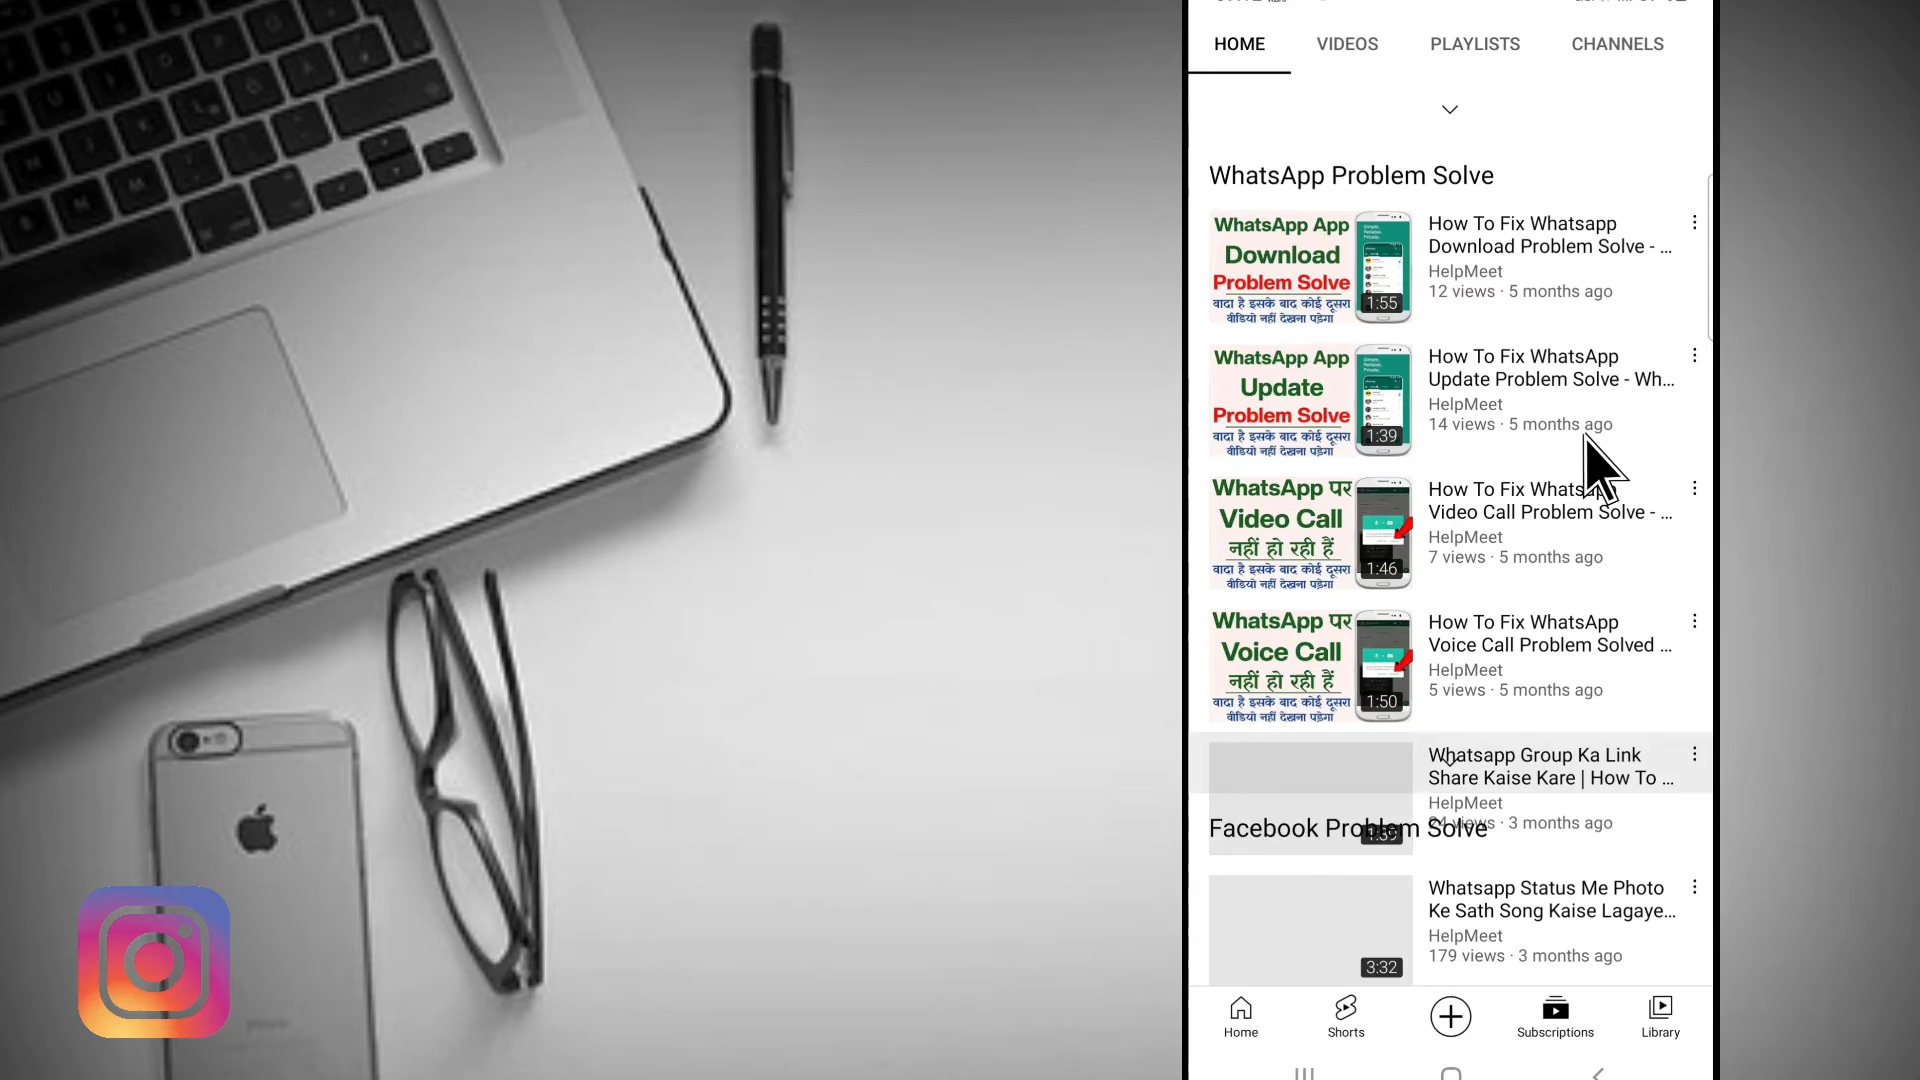 HOME VIDEOS PLAYLISTS CHANNELS
WhatsApp Problem Solve
WhatsApp App
Download
Problem Solve
वादा है इसके बाद कोई दूसरा
वीडियो नहीं देखना पड़ेगा
1:55
How To Fix Whatsapp
Download Problem Solve - ...
HelpMeet
12 views · 5 months ago
WhatsApp App
Update
Problem Solve
वादा है इसके बाद कोई दूसरा
वीडियो नहीं देखना पड़ेगा
1:39
How To Fix WhatsApp
Update Problem Solve - Wh...
HelpMeet
14 views · 5 months ago
WhatsApp पर
Video Call
नहीं हो रही हैं
वादा है इसके बाद कोई दूसरा
वीडियो नहीं देखना पड़ेगा
1:46
How To Fix Whatsapp
Video Call Problem Solve - ...
HelpMeet
7 views · 5 months ago
WhatsApp पर
Voice Call
नहीं हो रही हैं
वादा है इसके बाद कोई दूसरा
वीडियो नहीं देखना पड़ेगा
1:50
How To Fix WhatsApp
Voice Call Problem Solved ...
HelpMeet
5 views · 5 months ago
Whatsapp Group Ka Link
Share Kaise Kare | How To ...
HelpMeet
views · 3 months ago
Facebook Problem Solve
Whatsapp Status Me Photo
Ke Sath Song Kaise Lagaye...
HelpMeet
179 views · 3 months ago
3:32
Home Shorts Subscriptions Library